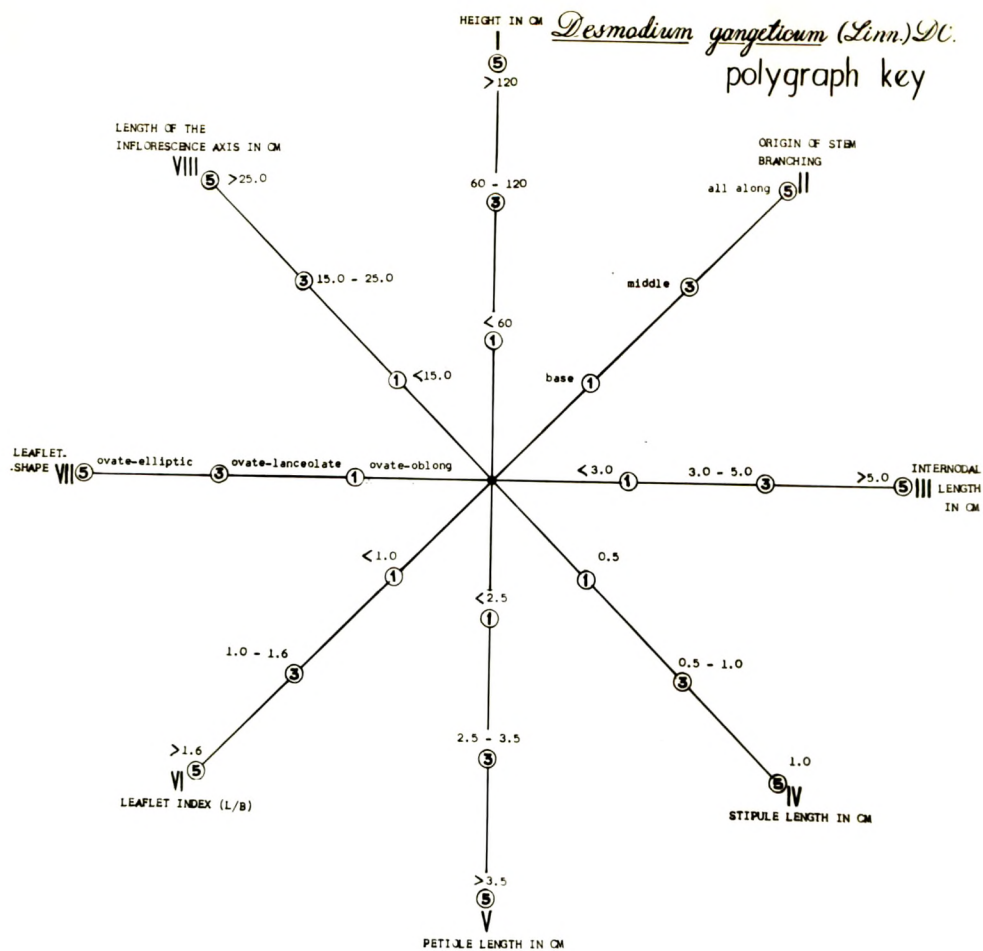 Desmodium gangeticum (Linn.) DC.
polygraph key
HEIGHT IN CM
I
5
>120
60 - 120
3
<60
1
ORIGIN OF STEM
BRANCHING
all along 5 II
middle 3
base 1
<3.0 1
3.0 - 5.0 3
>5.0 5 III
INTERNODAL
LENGTH
IN CM
0.5
1
0.5 - 1.0
3
1.0
5 IV
STIPULE LENGTH IN CM
<2.5
1
2.5 - 3.5
3
>3.5
5
V
PETIOLE LENGTH IN CM
<1.0
1
1.0 - 1.6
3
>1.6
5
VI
LEAFLET INDEX (L/B)
LEAFLET
SHAPE VII 5 ovate-elliptic 3 ovate-lanceolate 1 ovate-oblong
LENGTH OF THE
INFLORESCENCE AXIS IN CM
VIII 5 >25.0
3 15.0 - 25.0
1 <15.0